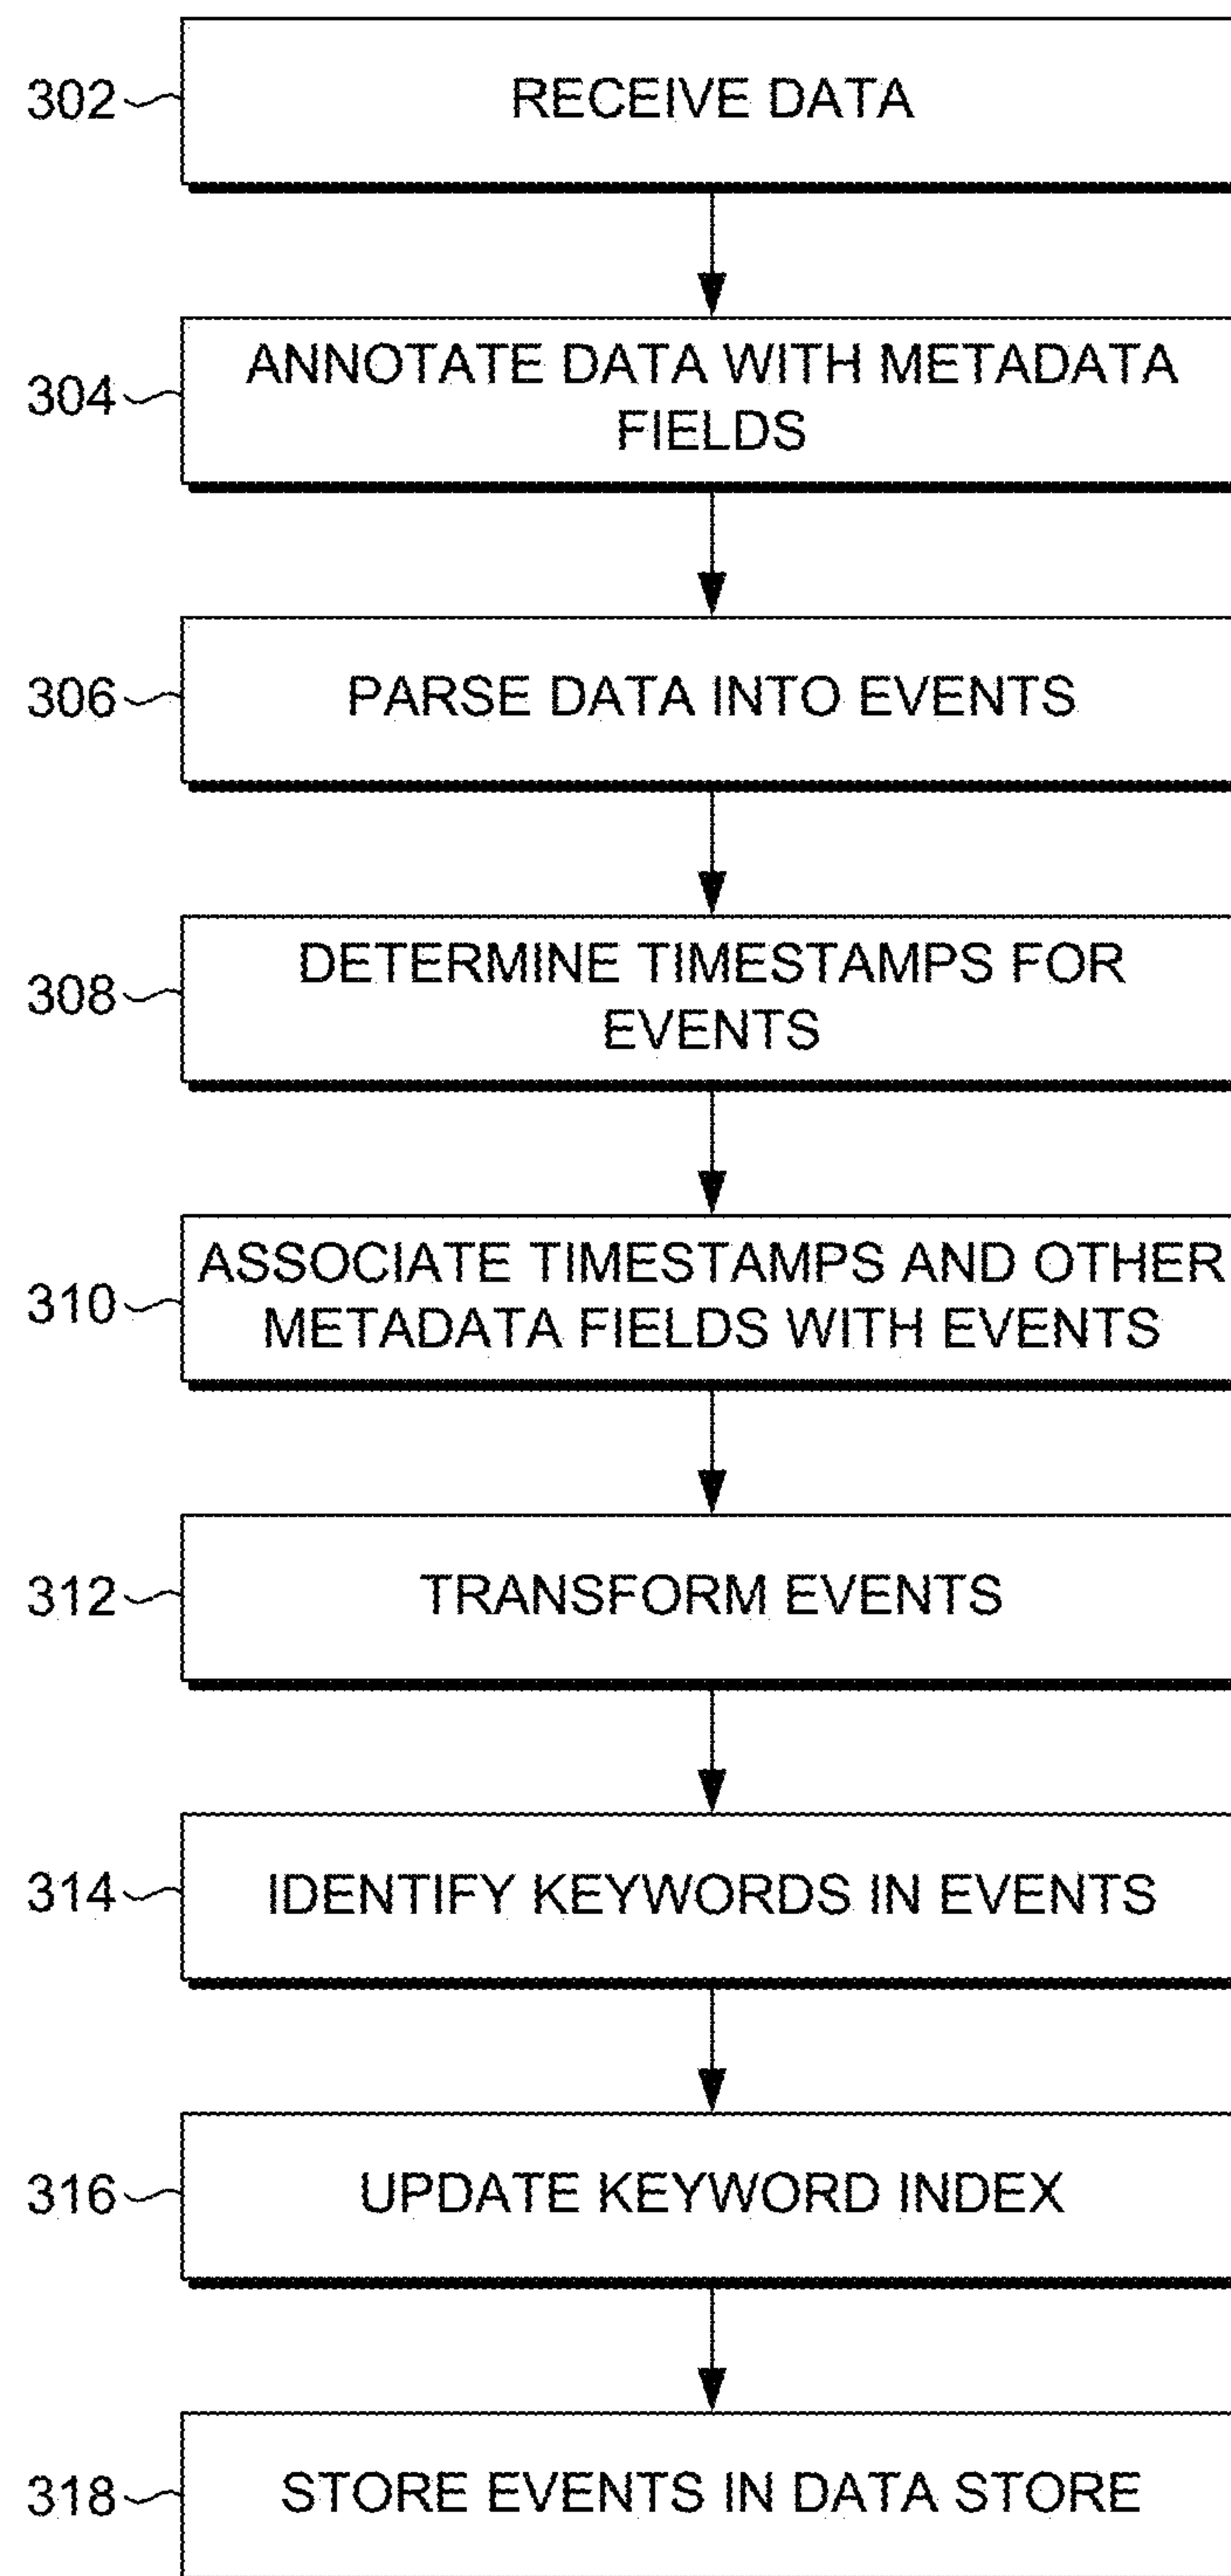 302
RECEIVE DATA
304
ANNOTATE DATA WITH METADATA
FIELDS
306
PARSE DATA INTO EVENTS
308
DETERMINE TIMESTAMPS FOR
EVENTS
310
ASSOCIATE TIMESTAMPS AND OTHER
METADATA FIELDS WITH EVENTS
312
TRANSFORM EVENTS
314
IDENTIFY KEYWORDS IN EVENTS
316
UPDATE KEYWORD INDEX
318
STORE EVENTS IN DATA STORE